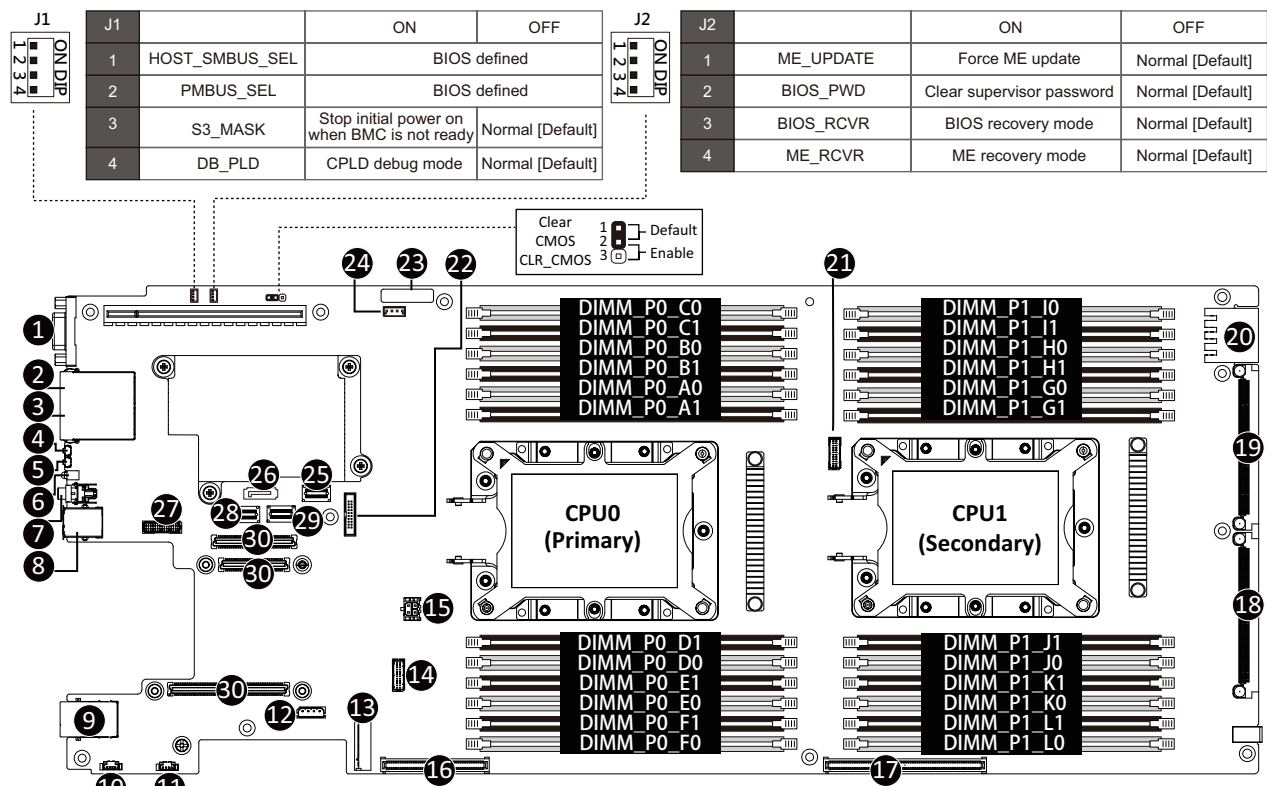 J1
ON DIP
1 2 3 4
J1 ON OFF
1 HOST_SMBUS_SEL BIOS defined
2 PMBUS_SEL BIOS defined
3 S3_MASK Stop initial power on when BMC is not ready Normal [Default]
4 DB_PLD CPLD debug mode Normal [Default]
J2
ON DIP
1 2 3 4
J2 ON OFF
1 ME_UPDATE Force ME update Normal [Default]
2 BIOS_PWD Clear supervisor password Normal [Default]
3 BIOS_RCVR BIOS recovery mode Normal [Default]
4 ME_RCVR ME recovery mode Normal [Default]
Clear
CMOS
CLR_CMOS
1
2
3
Default
Enable
24
23
22
21
1
2
3
4
5
6
7
8
DIMM_P0_C0
DIMM_P0_C1
DIMM_P0_B0
DIMM_P0_B1
DIMM_P0_A0
DIMM_P0_A1
DIMM_P1_I0
DIMM_P1_I1
DIMM_P1_H0
DIMM_P1_H1
DIMM_P1_G0
DIMM_P1_G1
20
19
18
26
25
27
28
29
30
30
CPU0
(Primary)
CPU1
(Secondary)
15
14
30
9
12
13
DIMM_P0_D1
DIMM_P0_D0
DIMM_P0_E1
DIMM_P0_E0
DIMM_P0_F1
DIMM_P0_F0
DIMM_P1_J1
DIMM_P1_J0
DIMM_P1_K1
DIMM_P1_K0
DIMM_P1_L1
DIMM_P1_L0
10
11
16
17